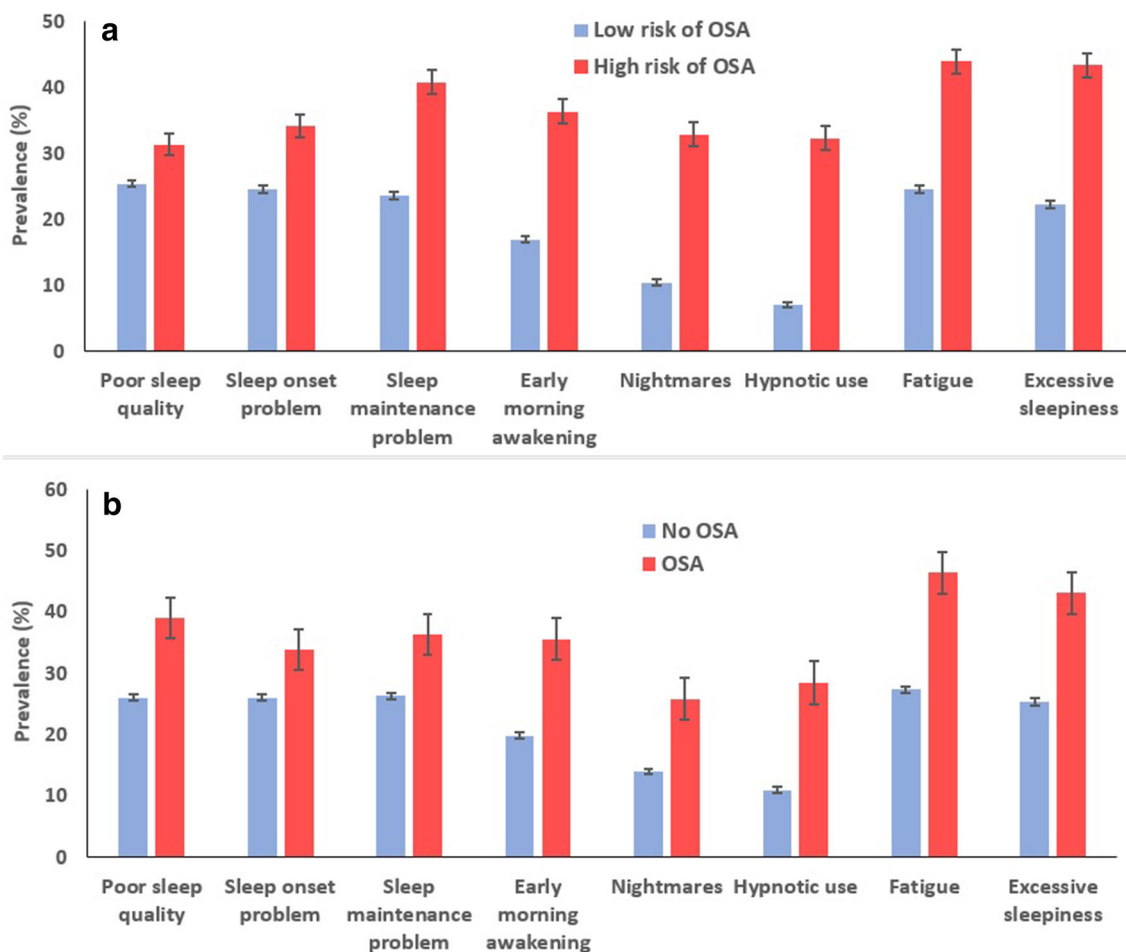 a
Low risk of OSA
High risk of OSA
Prevalence (%)
50
40
30
20
10
0
Poor sleep
quality
Sleep onset
problem
Sleep
maintenance
problem
Early
morning
awakening
Nightmares
Hypnotic use
Fatigue
Excessive
sleepiness
b
No OSA
OSA
Prevalence (%)
60
50
40
30
20
10
0
Poor sleep
quality
Sleep onset
problem
Sleep
maintenance
problem
Early
morning
awakening
Nightmares
Hypnotic use
Fatigue
Excessive
sleepiness